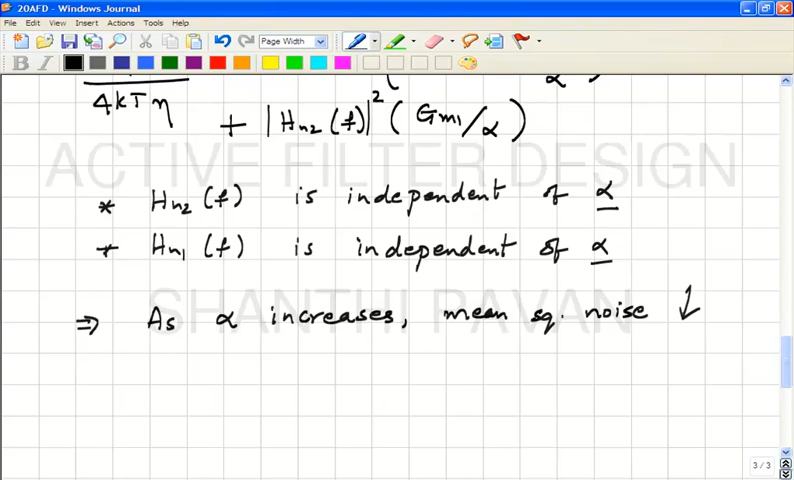 20AFD - Windows Journal
File Edit View Insert Actions Tools Help
Page Width
B I
4kTη
+ |Hn2 (f)|² ( Gm1/α )
α )
ACTIVE FILTER DESIGN
* Hn2 (f) is independent of α
* Hn1 (f) is independent of α
SHANTHI PAVAN
⇒ As α increases, mean sq. noise ↓
3 / 3